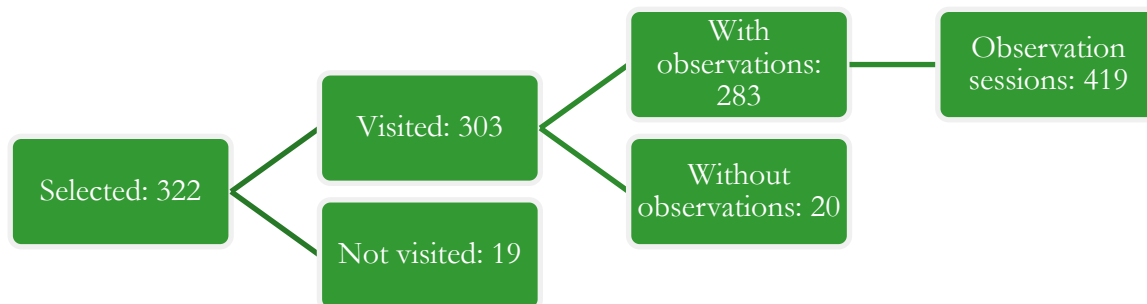 Selected: 322
Visited: 303
Not visited: 19
With
observations:
283
Without
observations: 20
Observation
sessions: 419